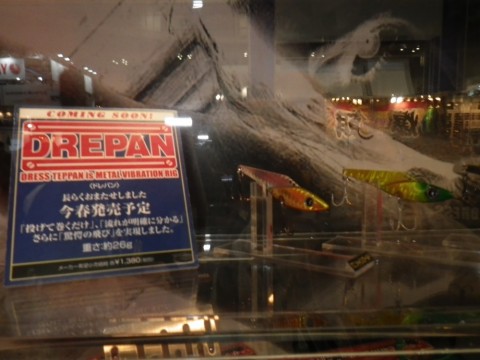 COMING SOON!
DREPAN
DRESS TEPPAN is METAL VIBRATION RIG
(ドレパン)
長らくおまたせしました
今春発売予定
「投げて巻くだけ」、「流れが明確に分かる」
さらに「驚愕の飛び」を実現しました。
重さ:約26g
¥1,380
DREPAN